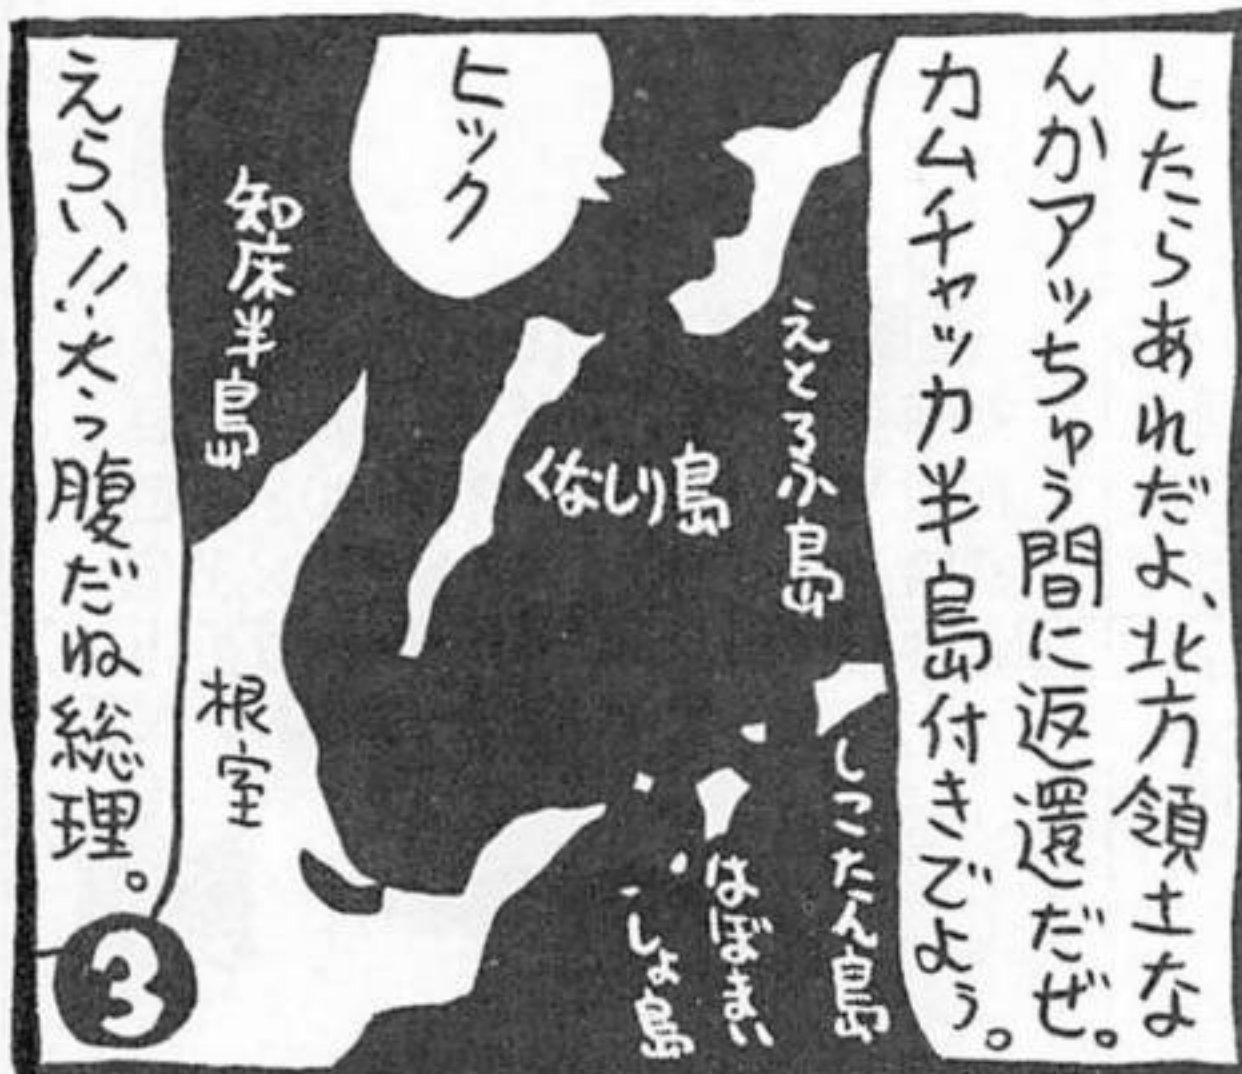 したらあれだよ、北方領土な
んかアッちゅう間に返還だぜ。
カムチャッカ半島付きでよぅ。
ヒック
えとろふ島
くなしり島
しこたん島
はぼまい
しょ島
知床半島
根室
えらい!!太っ腹だね総理。
3